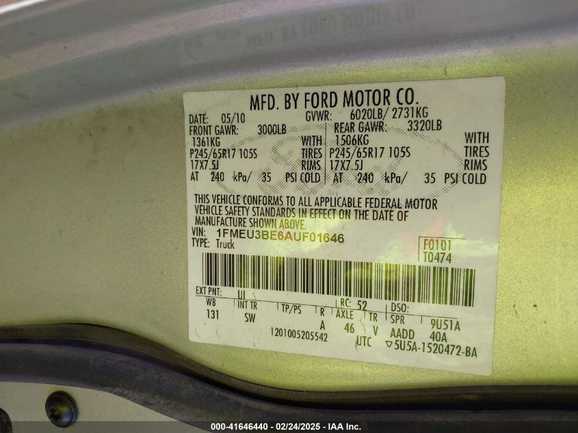 MFD. BY FORD MOTOR CO.
DATE: 05/10 GVWR: 6020LB/ 2731KG
FRONT GAWR: 3000LB REAR GAWR: 3320LB
1361KG WITH 1506KG WITH
P245/65R17 105S TIRES P245/65R17 105S TIRES
17X7.5J RIMS 17X7.5J RIMS
AT 240 kPa/ 35 PSI COLD AT 240 kPa/ 35 PSI COLD
THIS VEHICLE CONFORMS TO ALL APPLICABLE FEDERAL MOTOR
VEHICLE SAFETY STANDARDS IN EFFECT ON THE DATE OF
MANUFACTURE SHOWN ABOVE.
VIN: 1FMEU3BE6AUF01646 F0101
TYPE: Truck T0474
EXT PNT: UI RC: 52 DSO:
WB INT TR TP/PS R AXLE TR SPR 9U51A
131 SW A 46 V AADD 40A
1201005205542 UTC ▽5U5A-1520472-BA
000-41646440 - 02/24/2025 - IAA Inc.